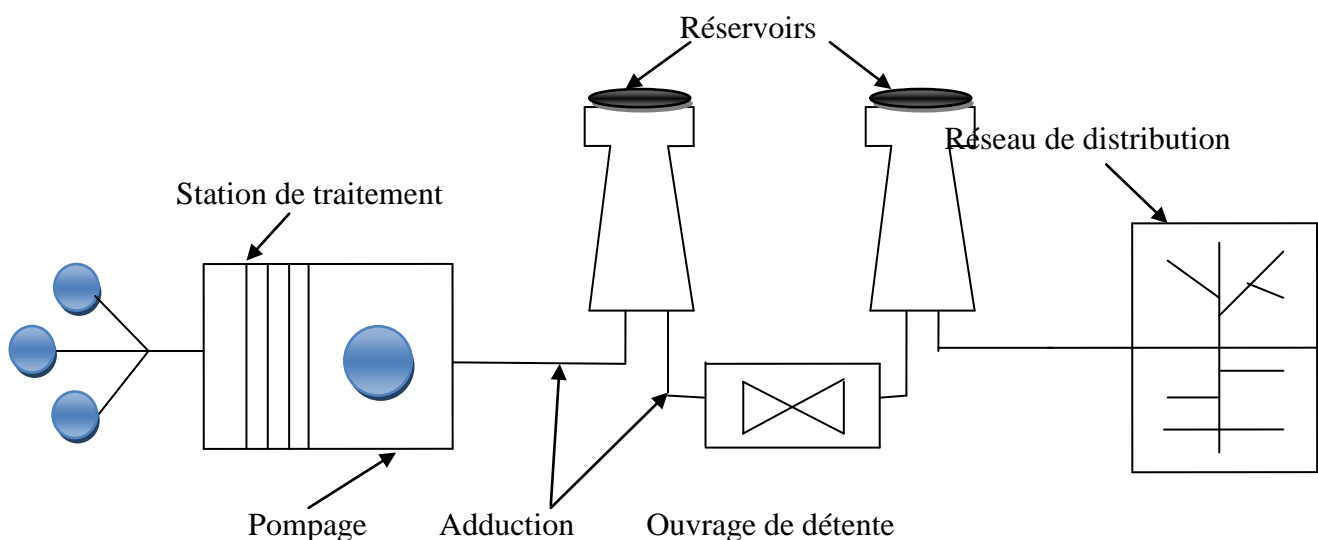 Réservoirs
Réseau de distribution
Station de traitement
Pompage
Adduction
Ouvrage de détente